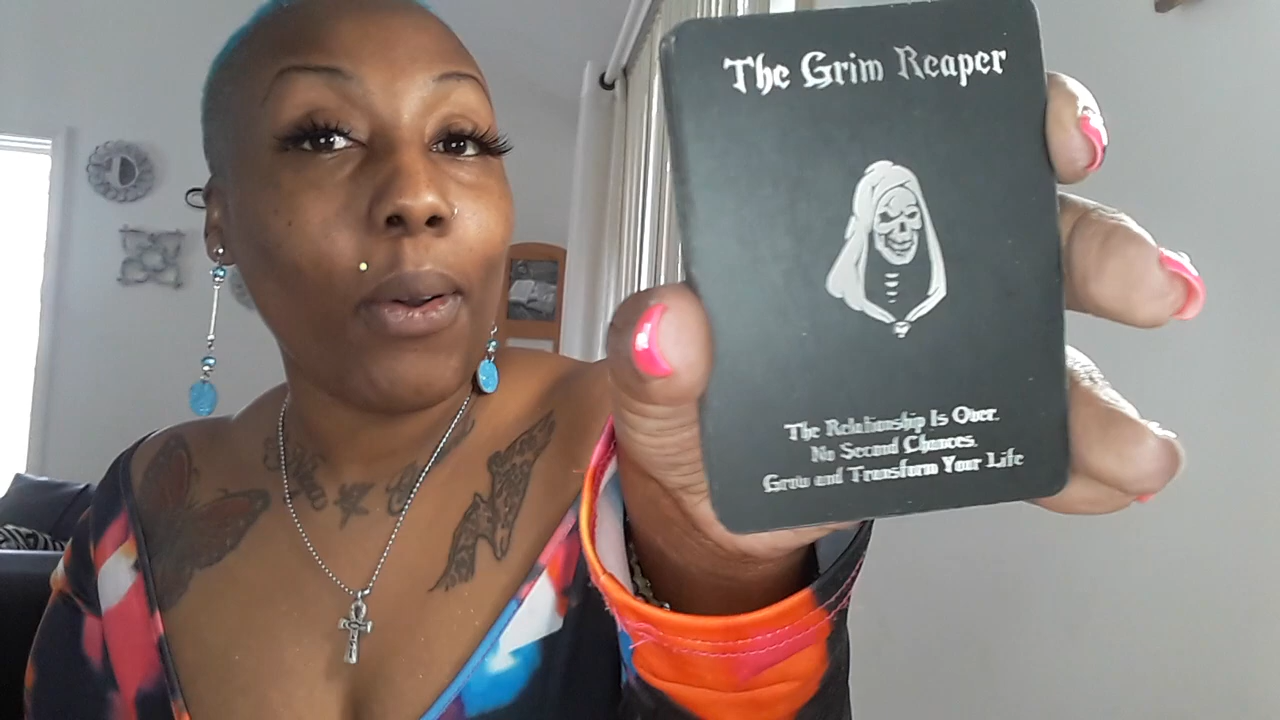 The Grim Reaper
The Relationship Is Over.
No Second Chances.
Grow and Transform Your Life